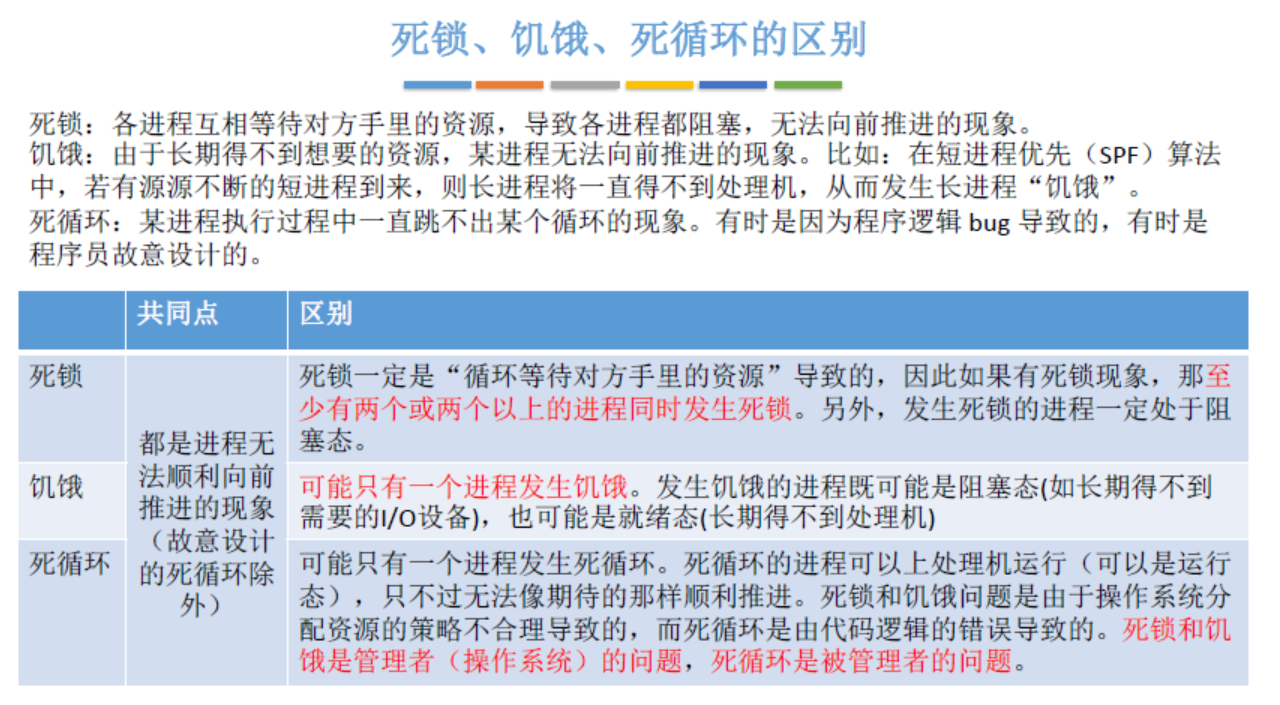 死锁、饥饿、死循环的区别
死锁：各进程互相等待对方手里的资源，导致各进程都阻塞，无法向前推进的现象。
饥饿：由于长期得不到想要的资源，某进程无法向前推进的现象。比如：在短进程优先（SPF）算法
中，若有源源不断的短进程到来，则长进程将一直得不到处理机，从而发生长进程“饥饿”。
死循环：某进程执行过程中一直跳不出某个循环的现象。有时是因为程序逻辑 bug 导致的，有时是
程序员故意设计的。
共同点
区别
死锁
都是进程无
法顺利向前
推进的现象
（故意设计
的死循环除
外）
死锁一定是“循环等待对方手里的资源”导致的，因此如果有死锁现象，那至
少有两个或两个以上的进程同时发生死锁。另外，发生死锁的进程一定处于阻
塞态。
饥饿
可能只有一个进程发生饥饿。发生饥饿的进程既可能是阻塞态(如长期得不到
需要的I/O设备)，也可能是就绪态(长期得不到处理机)
死循环
可能只有一个进程发生死循环。死循环的进程可以上处理机运行（可以是运行
态），只不过无法像期待的那样顺利推进。死锁和饥饿问题是由于操作系统分
配资源的策略不合理导致的，而死循环是由代码逻辑的错误导致的。死锁和饥
饿是管理者（操作系统）的问题，死循环是被管理者的问题。